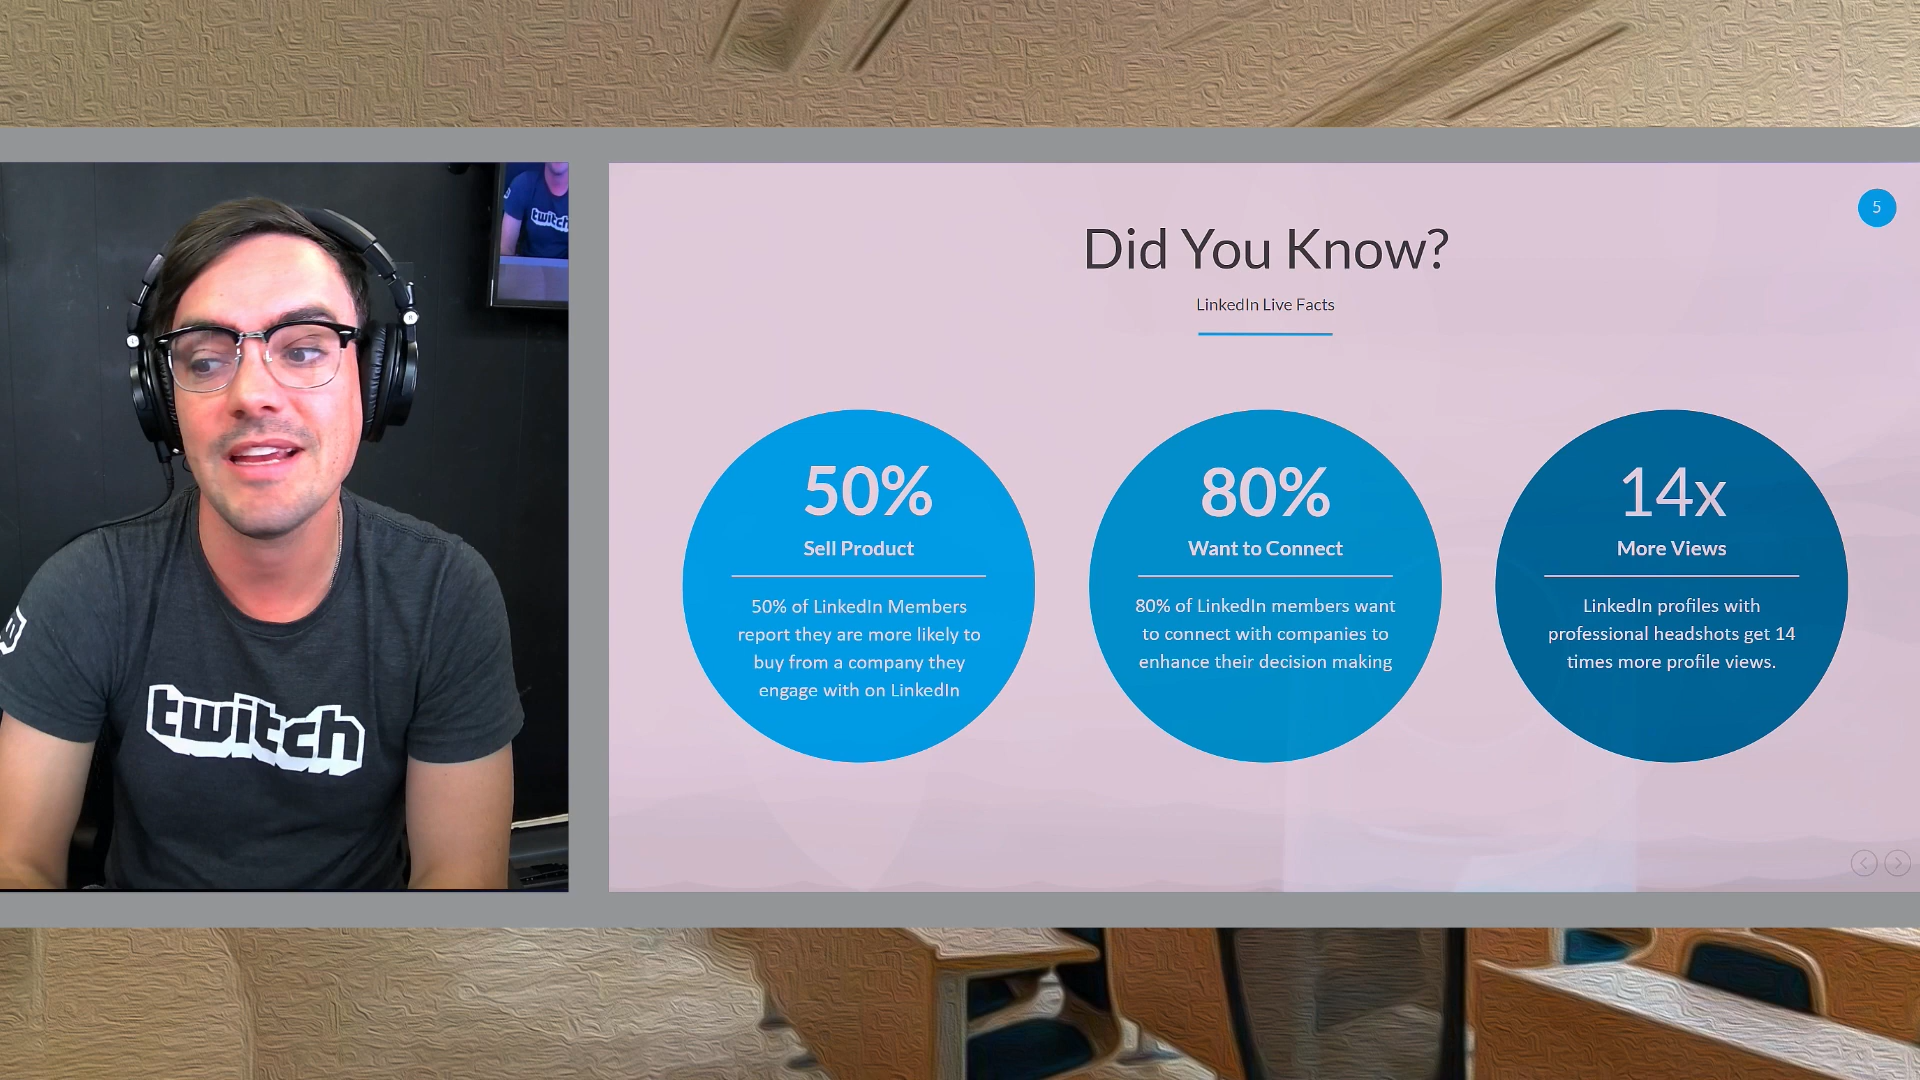 twitch
twitch
5
Did You Know?
LinkedIn Live Facts
50%
Sell Product
50% of LinkedIn Members
report they are more likely to
buy from a company they
engage with on LinkedIn
80%
Want to Connect
80% of LinkedIn members want
to connect with companies to
enhance their decision making
14x
More Views
LinkedIn profiles with
professional headshots get 14
times more profile views.